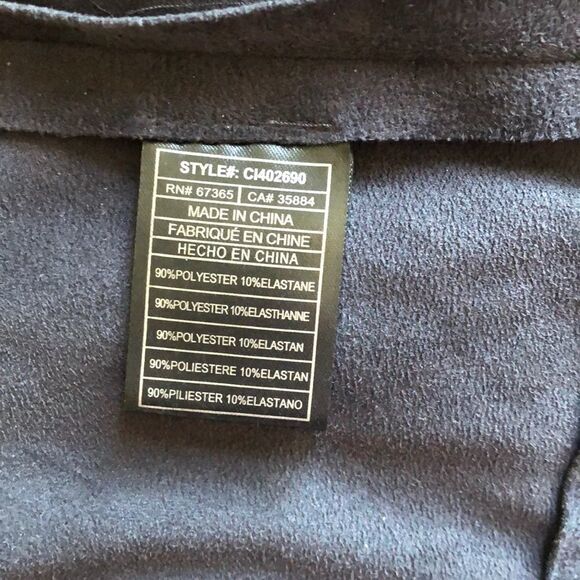 STYLE#: CI402690
RN# 67365 CA# 35884
MADE IN CHINA
FABRIQUÉ EN CHINE
HECHO EN CHINA
90%POLYESTER 10%ELASTANE
90%POLYESTER 10%ELASTHANNE
90%POLYESTER 10%ELASTAN
90%POLIESTERE 10%ELASTAN
90%PILIESTER 10%ELASTANO